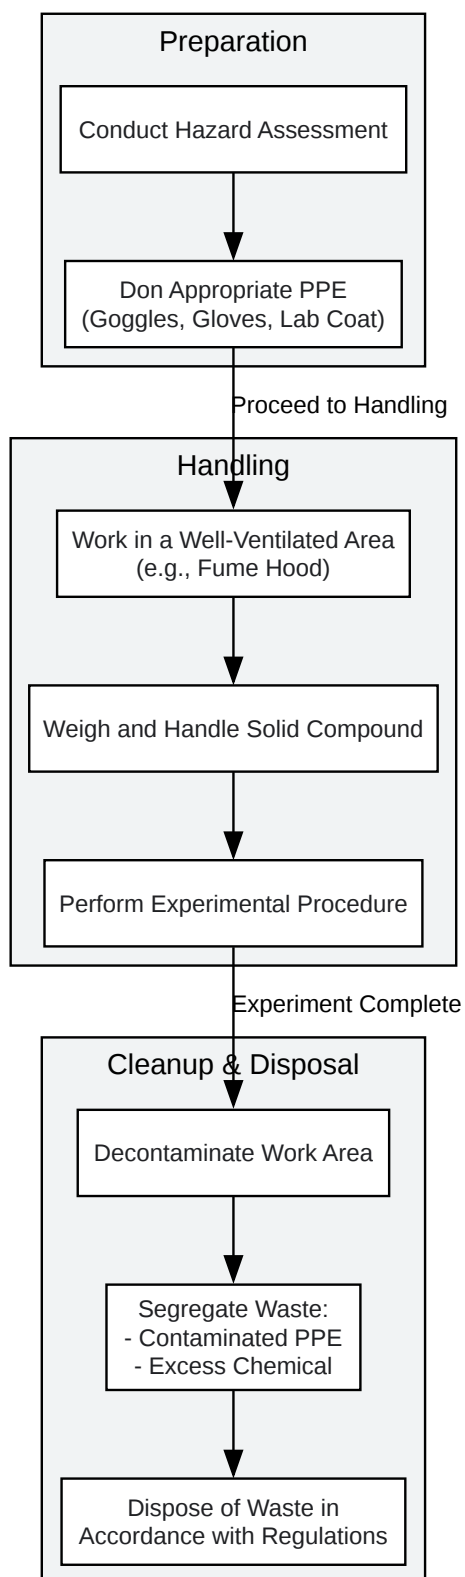 Preparation
Conduct Hazard Assessment
Don Appropriate PPE
(Goggles, Gloves, Lab Coat)
Proceed to Handling
Handling
Work in a Well-Ventilated Area
(e.g., Fume Hood)
Weigh and Handle Solid Compound
Perform Experimental Procedure
Experiment Complete
Cleanup & Disposal
Decontaminate Work Area
Segregate Waste:
- Contaminated PPE
- Excess Chemical
Dispose of Waste in
Accordance with Regulations